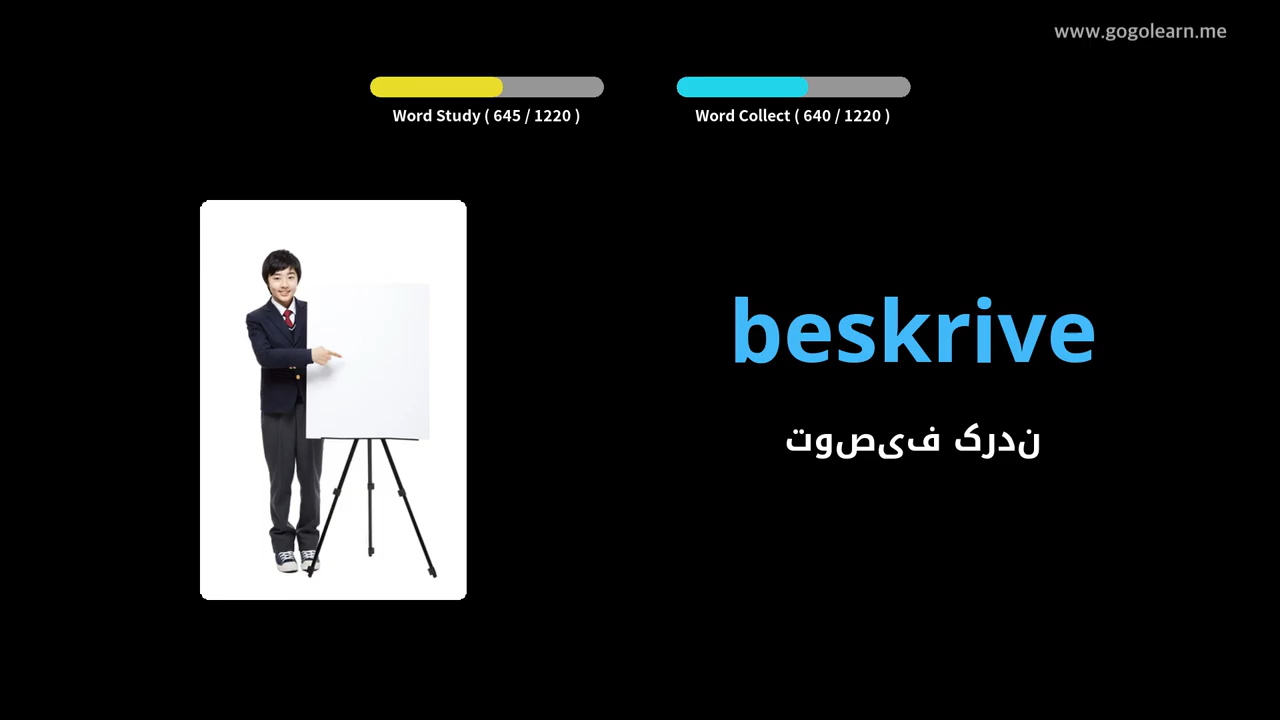 www.gogolearn.me
Word Study ( 645 / 1220 )
Word Collect ( 640 / 1220 )
beskrive
توصیف کردن